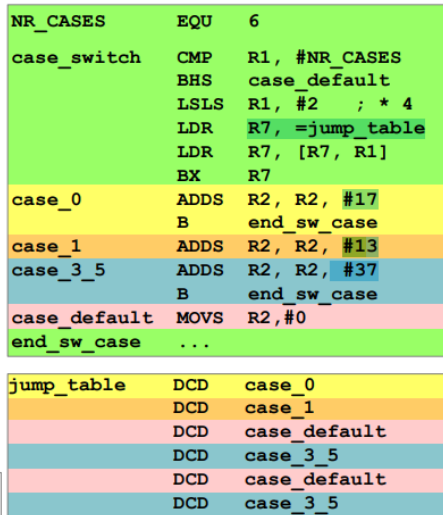 NR_CASES EQU 6
case_switch CMP R1, #NR_CASES
BHS case_default
LSLS R1, #2 ; * 4
LDR R7, =jump_table
LDR R7, [R7, R1]
BX R7
case_0 ADDS R2, R2, #17
B end_sw_case
case_1 ADDS R2, R2, #13
case_3_5 ADDS R2, R2, #37
B end_sw_case
case_default MOVS R2,#0
end_sw_case ...
jump_table DCD case_0
DCD case_1
DCD case_default
DCD case_3_5
DCD case_default
DCD case_3_5